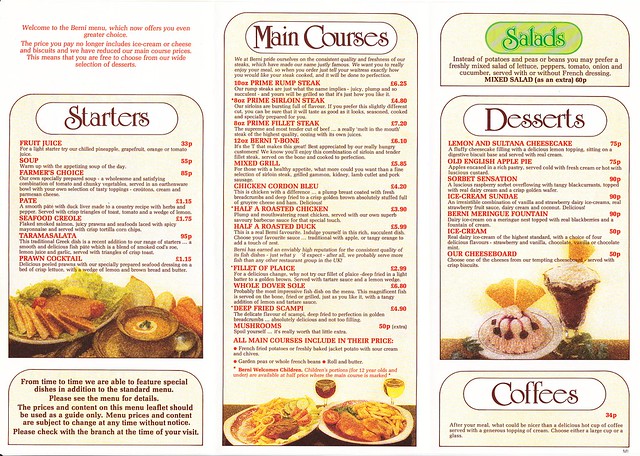 Welcome to the Berni menu, which now offers you even
greater choice.
The price you pay no longer includes ice-cream or cheese
and biscuits and we have reduced our main course prices.
This means that you are free to choose from our wide
selection of desserts.
Starters
FRUIT JUICE 33p
For a light starter try our chilled pineapple, grapefruit, orange or tomato
juice.
SOUP 55p
Warm up with the appetising soup of the day.
FARMER'S CHOICE 85p
Our own specially prepared soup - a wholesome and satisfying
combination of tomato and chunky vegetables, served in an earthenware
bowl with your own selection of tasty toppings - croutons, cream and
parmesan cheese.
PATE £1.15
A smooth pate with duck liver made to a country recipe with herbs and
pepper. Served with crisp triangles of toast, tomato and a wedge of lemon.
SEAFOOD CREOLE £1.75
Flaked smoked salmon, juicy prawns and seafoods laced with spicy
mayonnaise and served with crisp tortilla corn chips.
TARAMASALATA 95p
This traditional Greek dish is a recent addition to our range of starters ... a
smooth and delicious fish pate which is a blend of smoked cod's roe,
lemon juice and oil, served with triangles of crisp toast.
PRAWN COCKTAIL £1.15
Delicious peeled prawns with our specially prepared seafood dressing on a
bed of crisp lettuce, with a wedge of lemon and brown bread and butter.
From time to time we are able to feature special
dishes in addition to the standard menu.
Please see the menu for details.
The prices and content on this menu leaflet should
be used as a guide only. Menu prices and content
are subject to change at any time without notice.
Please check with the branch at the time of your visit.
Main Courses
We at Berni pride ourselves on the consistent quality and freshness of our
steaks, which have made our name justly famous. We want you to really
enjoy your meal, so when you order just tell your waitress exactly how
you would like your steak cooked, and it will be done to perfection.
10oz PRIME RUMP STEAK £6.25
Our rump steaks are just what the name implies - juicy, plump and so
succulent - and yours will be grilled so that it's just how you like it.
*8oz PRIME SIRLOIN STEAK £4.80
Our sirloins are bursting full of flavour. If you prefer this slightly different
cut, you can be sure that it will taste as good as it looks, seasoned, cooked
and specially prepared for you.
8oz PRIME FILLET STEAK £7.20
The supreme and most tender cut of beef ... a really 'melt in the mouth'
steak of the highest quality, oozing with its own juices.
12oz BERNI T-BONE £6.10
It's the T that makes this great! Best appreciated by our really hungry
customers! We know you'll enjoy this combination of sirloin and tender
fillet steak, served on the bone and cooked to perfection.
MIXED GRILL £5.85
For those with a healthy appetite, what more could you want than a fine
selection of sirloin steak, grilled gammon, kidney, lamb cutlet and pork
sausage.
CHICKEN CORDON BLEU £4.20
This is chicken with a difference ... a plump breast coated with fresh
breadcrumbs and deep fried to a crisp golden brown absolutely stuffed full
of gruyere cheese and ham. Delicious!
HALF A ROASTED CHICKEN £3.90
Plump and mouthwatering roast chicken, served with our own superb
savoury barbecue sauce for that special touch.
HALF A ROAST DUCK £5.99
This is a real Berni favourite. Indulge yourself in this rich, succulent dish.
Choose your favourite sauce ... traditional with apple, or tangy orange to
add a touch of zest.
Berni has earned an enviably high reputation for the consistent quality of
its fish dishes - just what you'd expect - after all, we probably serve more
fish than any other restaurant group in the UK!
*FILLET OF PLAICE £2.99
For a delicious change, why not try our fillet of plaice -deep fried in a light
batter to a golden brown. Served with tartare sauce and a lemon wedge.
WHOLE DOVER SOLE £6.80
Probably the most impressive fish dish on the menu. This magnificent fish
is served on the bone, fried or grilled, just as you like it, with a tangy
addition of lemon and tartare sauce.
DEEP FRIED SCAMPI £4.90
The delicate flavour of scampi, deep fried to perfection in golden
breadcrumbs ... absolutely delicious and not too filling.
MUSHROOMS 50p (extra)
Spoil yourself ... it's really worth that little extra.
ALL MAIN COURSES INCLUDE IN THEIR PRICE:
● French fried potatoes or freshly baked jacket potato with sour cream
and chives.
● Garden peas or whole french beans ● Roll and butter.
* Berni Welcomes Children. Children's portions (for 12 year olds and
under) are available at half price where the main course is marked *
Salads
Instead of potatoes and peas or beans you may prefer a
freshly mixed salad of lettuce, peppers, tomato, onion and
cucumber, served with or without French dressing.
MIXED SALAD (as an extra) 60p
Desserts
LEMON AND SULTANA CHEESECAKE 75p
A fluffy cheesecake filling with a delicious lemon topping, sitting on a
digestive biscuit base and served with real cream.
OLD ENGLISH APPLE PIE 75p
Apples encased in a rich pastry, served cold with fresh cream or hot with
luscious custard.
SORBET SENSATION 90p
A luscious raspberry sorbet overflowing with tangy blackcurrants, topped
with real dairy cream and a crisp golden wafer.
ICE-CREAM SUNDAE 90p
An irresistible combination of vanilla and strawberry dairy ice-creams, real
strawberry fruit sauce, dairy cream and coconut. Delicious!
BERNI MERINGUE FOUNTAIN 90p
Dairy ice-cream on a meringue nest topped with real blackberries and a
fountain of cream.
ICE-CREAM 50p
Real dairy ice-cream of the highest standard, with a choice of four
delicious flavours - strawberry and vanilla, chocolate, vanilla or chocolate
mint.
OUR CHEESEBOARD 50p
Choose one of the cheeses from our tempting cheeseboard, served with
crisp biscuits.
Coffees
34p
After your meal, what could be nicer than a delicious hot cup of coffee
served with a generous topping of cream. Choose either a large cup or a
glass.